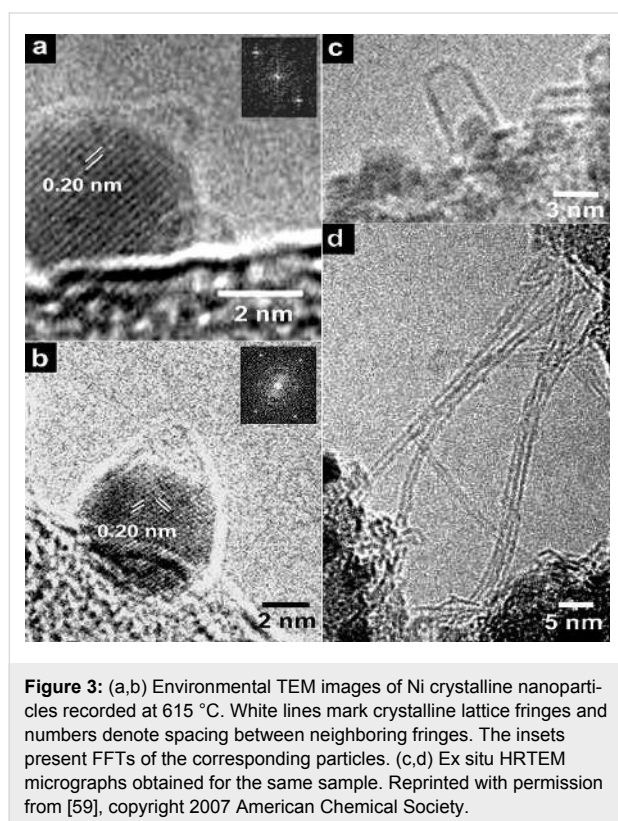 a
0.20 nm
2 nm
b
0.20 nm
2 nm
c
3 nm
d
5 nm
Figure 3: (a,b) Environmental TEM images of Ni crystalline nanoparti-
cles recorded at 615 °C. White lines mark crystalline lattice fringes and
numbers denote spacing between neighboring fringes. The insets
present FFTs of the corresponding particles. (c,d) Ex situ HRTEM
micrographs obtained for the same sample. Reprinted with permission
from [59], copyright 2007 American Chemical Society.